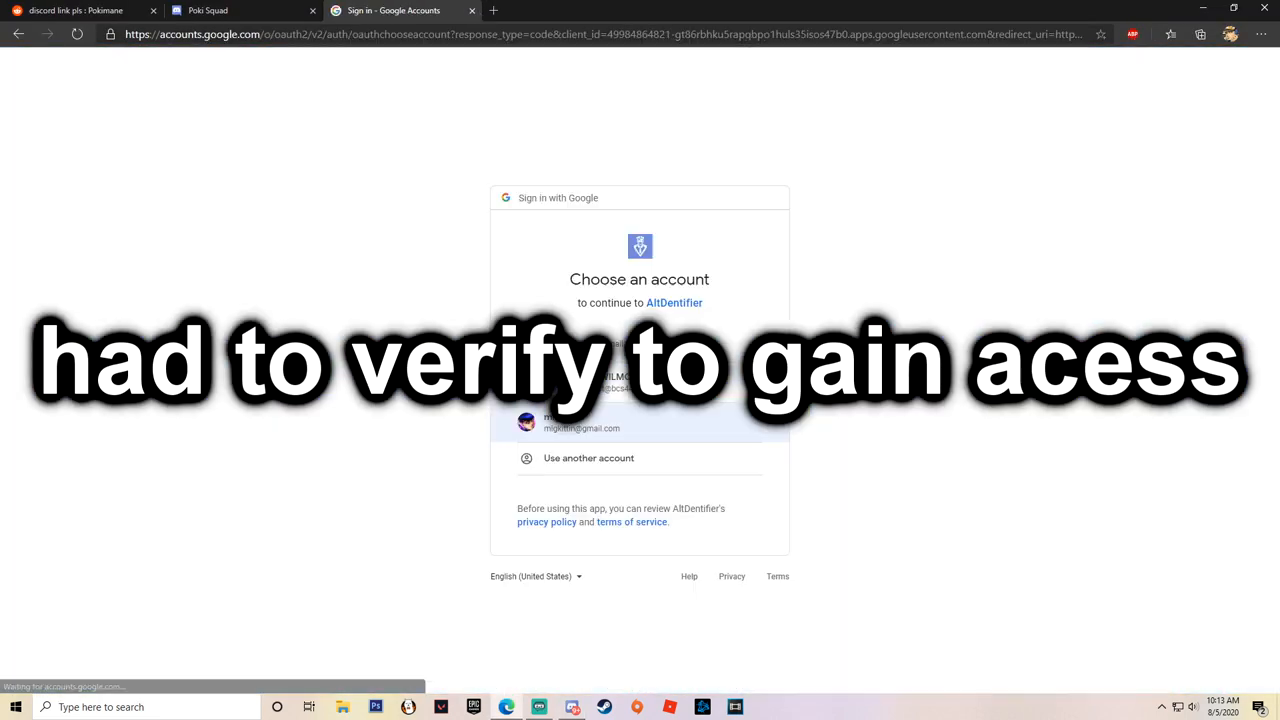 discord link pls : Pokimane
Poki Squad
Sign in - Google Accounts
https://accounts.google.com/o/oauth2/v2/auth/oauthchooseaccount?response_type=code&client_id=49984864821-gt86rbhku5rapqbpo1huls35isos47b0.apps.googleusercontent.com&redirect_uri=http...
ABP
Sign in with Google
Choose an account
to continue to AltDentifier
had to verify to gain acess
migkittin@gmail.com
Use another account
Before using this app, you can review AltDentifier's
privacy policy and terms of service.
English (United States)
Help
Privacy
Terms
Waiting for accounts.google.com...
Type here to search
10:13 AM
8/5/2020